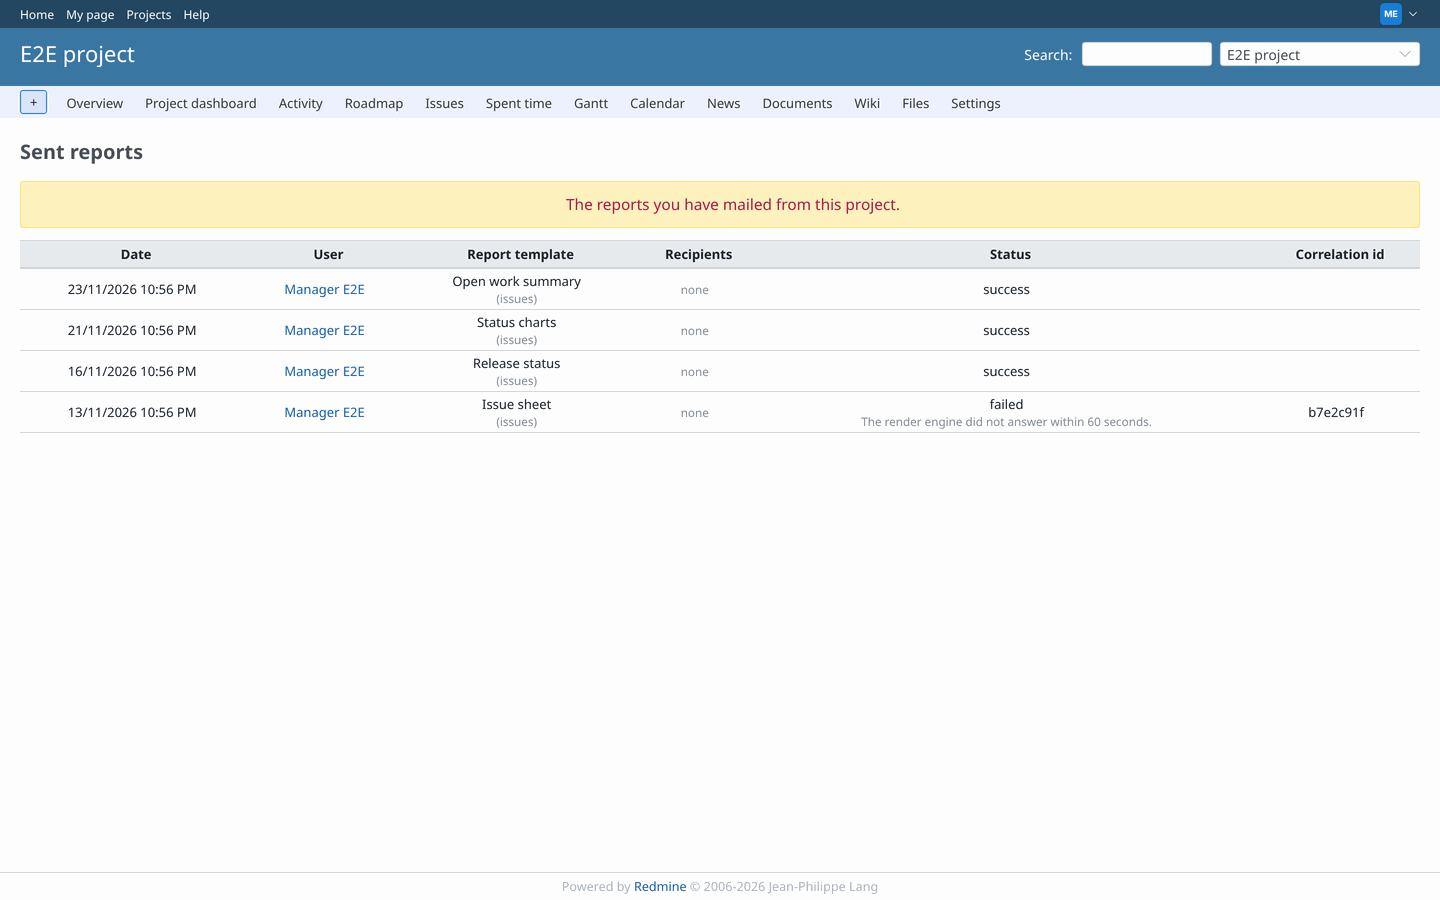 Home My page Projects Help ME
E2E project Search: E2E project
+ Overview Project dashboard Activity Roadmap Issues Spent time Gantt Calendar News Documents Wiki Files Settings
Sent reports
The reports you have mailed from this project.
Date User Report template Recipients Status Correlation id
23/11/2026 10:56 PM Manager E2E Open work summary none success
(issues)
21/11/2026 10:56 PM Manager E2E Status charts none success
(issues)
16/11/2026 10:56 PM Manager E2E Release status none success
(issues)
13/11/2026 10:56 PM Manager E2E Issue sheet none failed b7e2c91f
(issues) The render engine did not answer within 60 seconds.
Powered by Redmine © 2006-2026 Jean-Philippe Lang